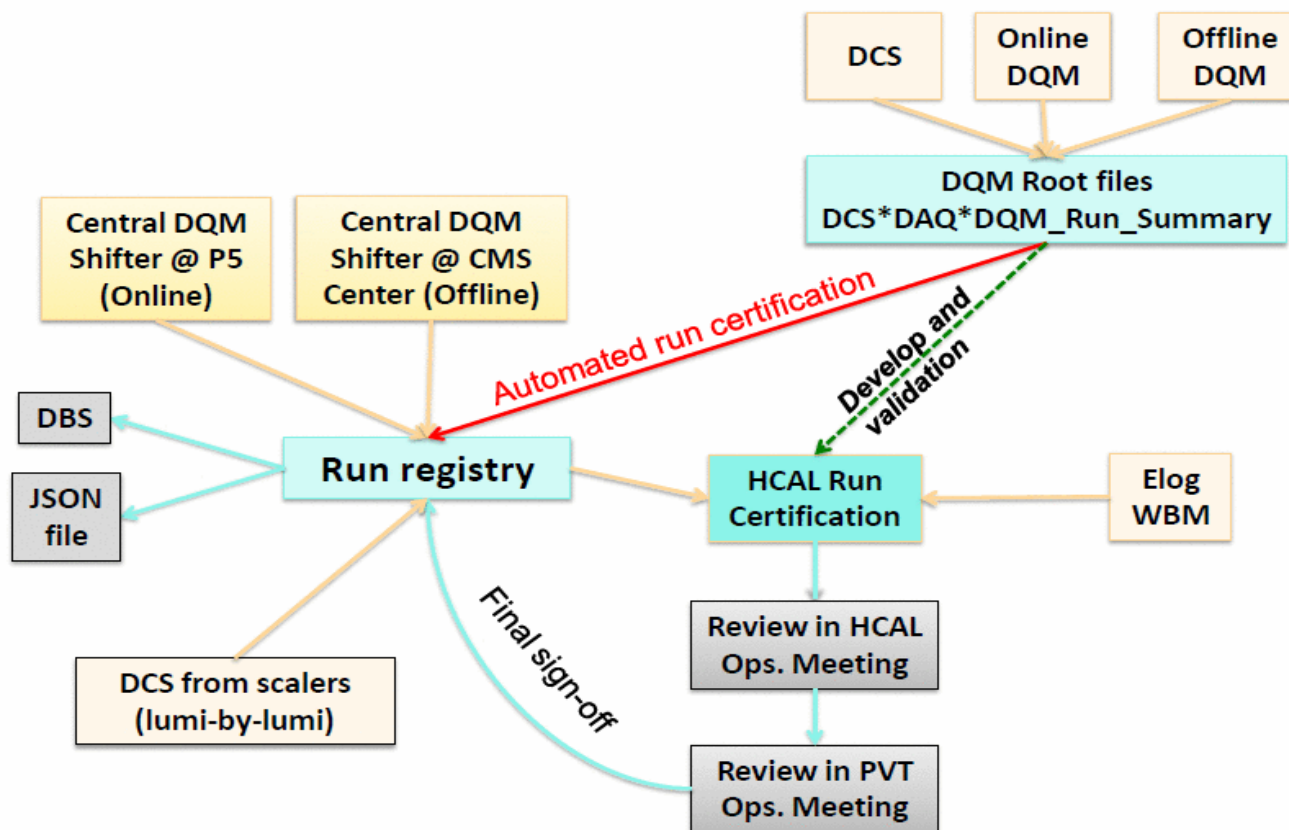 DCS
Online
DQM
Offline
DQM
DQM Root files
DCS*DAQ*DQM_Run_Summary
Central DQM
Shifter @ P5
(Online)
Central DQM
Shifter @ CMS
Center (Offline)
Automated run certification
Develop and
validation
DBS
JSON
file
Run registry
HCAL Run
Certification
Elog
WBM
Final sign-off
Review in HCAL
Ops. Meeting
DCS from scalers
(lumi-by-lumi)
Review in PVT
Ops. Meeting